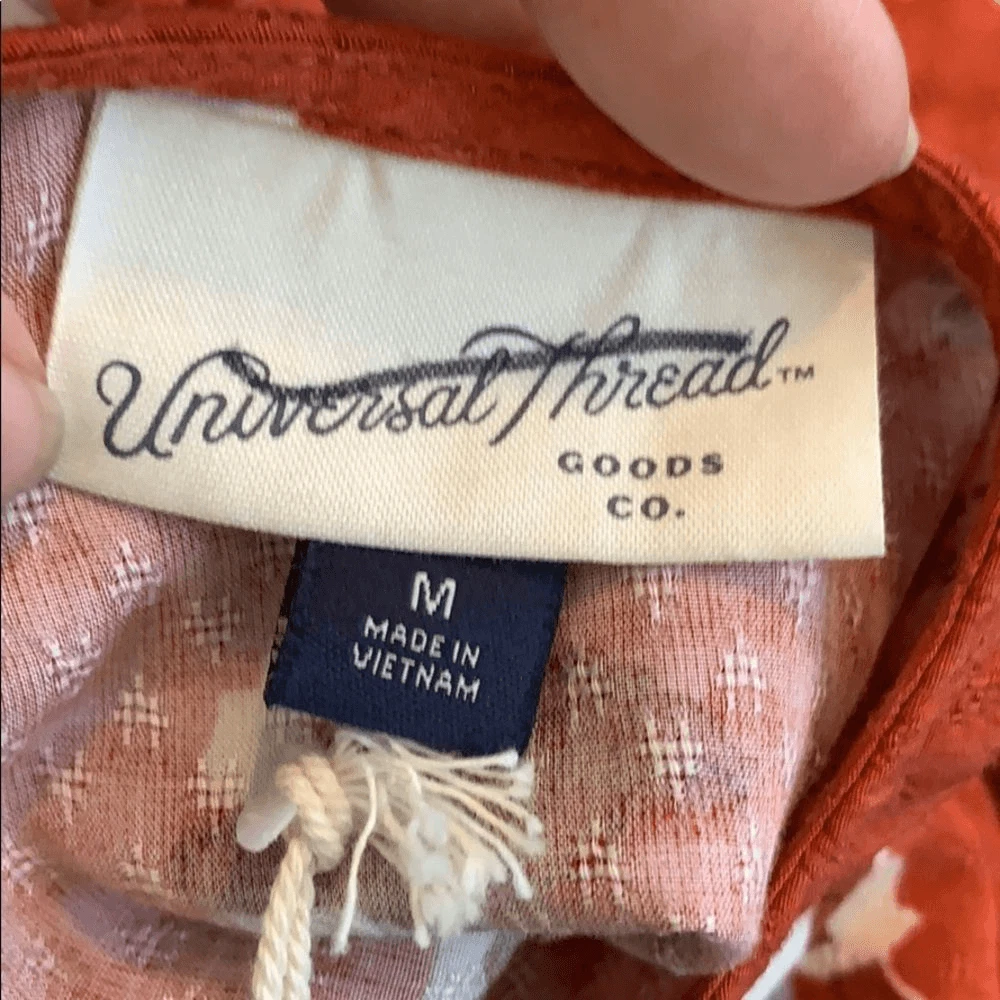 Universal Thread™
GOODS
CO.
M
MADE IN
VIETNAM